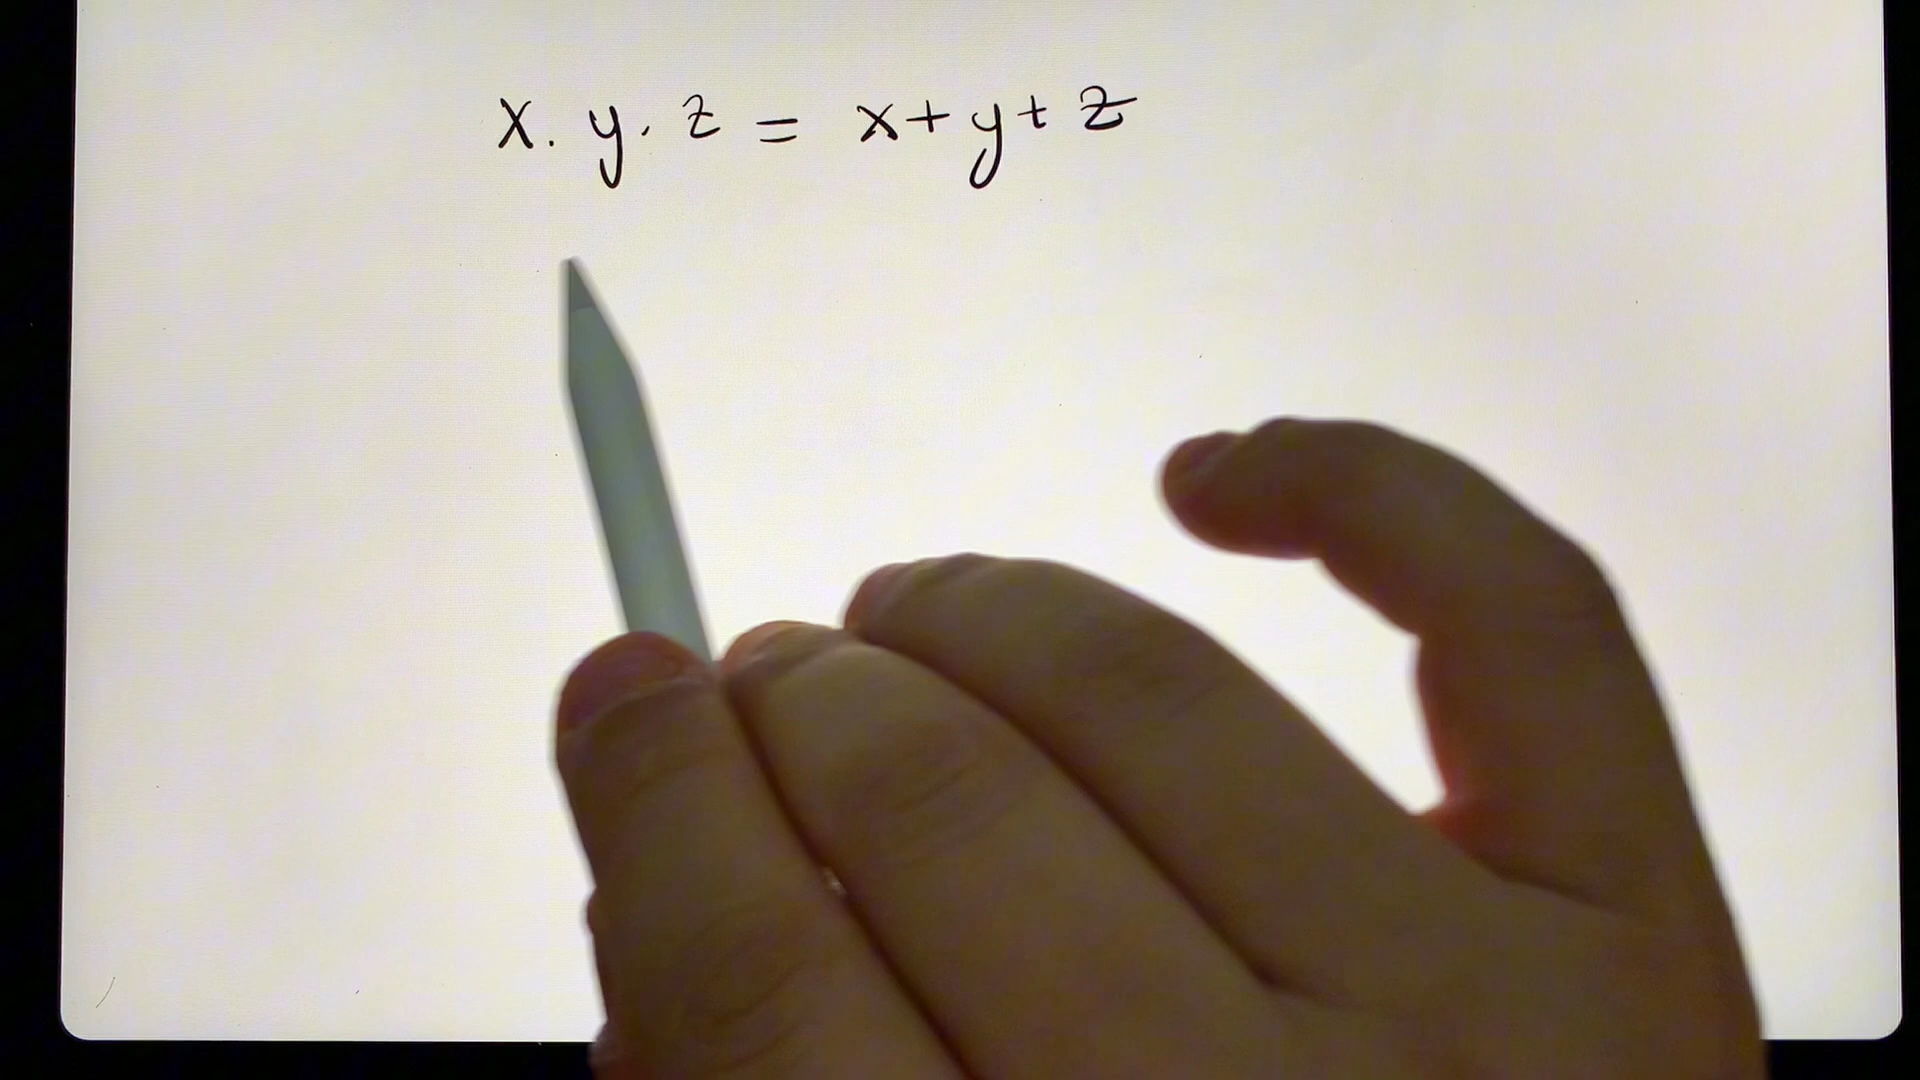 x. y. z = x+y+z